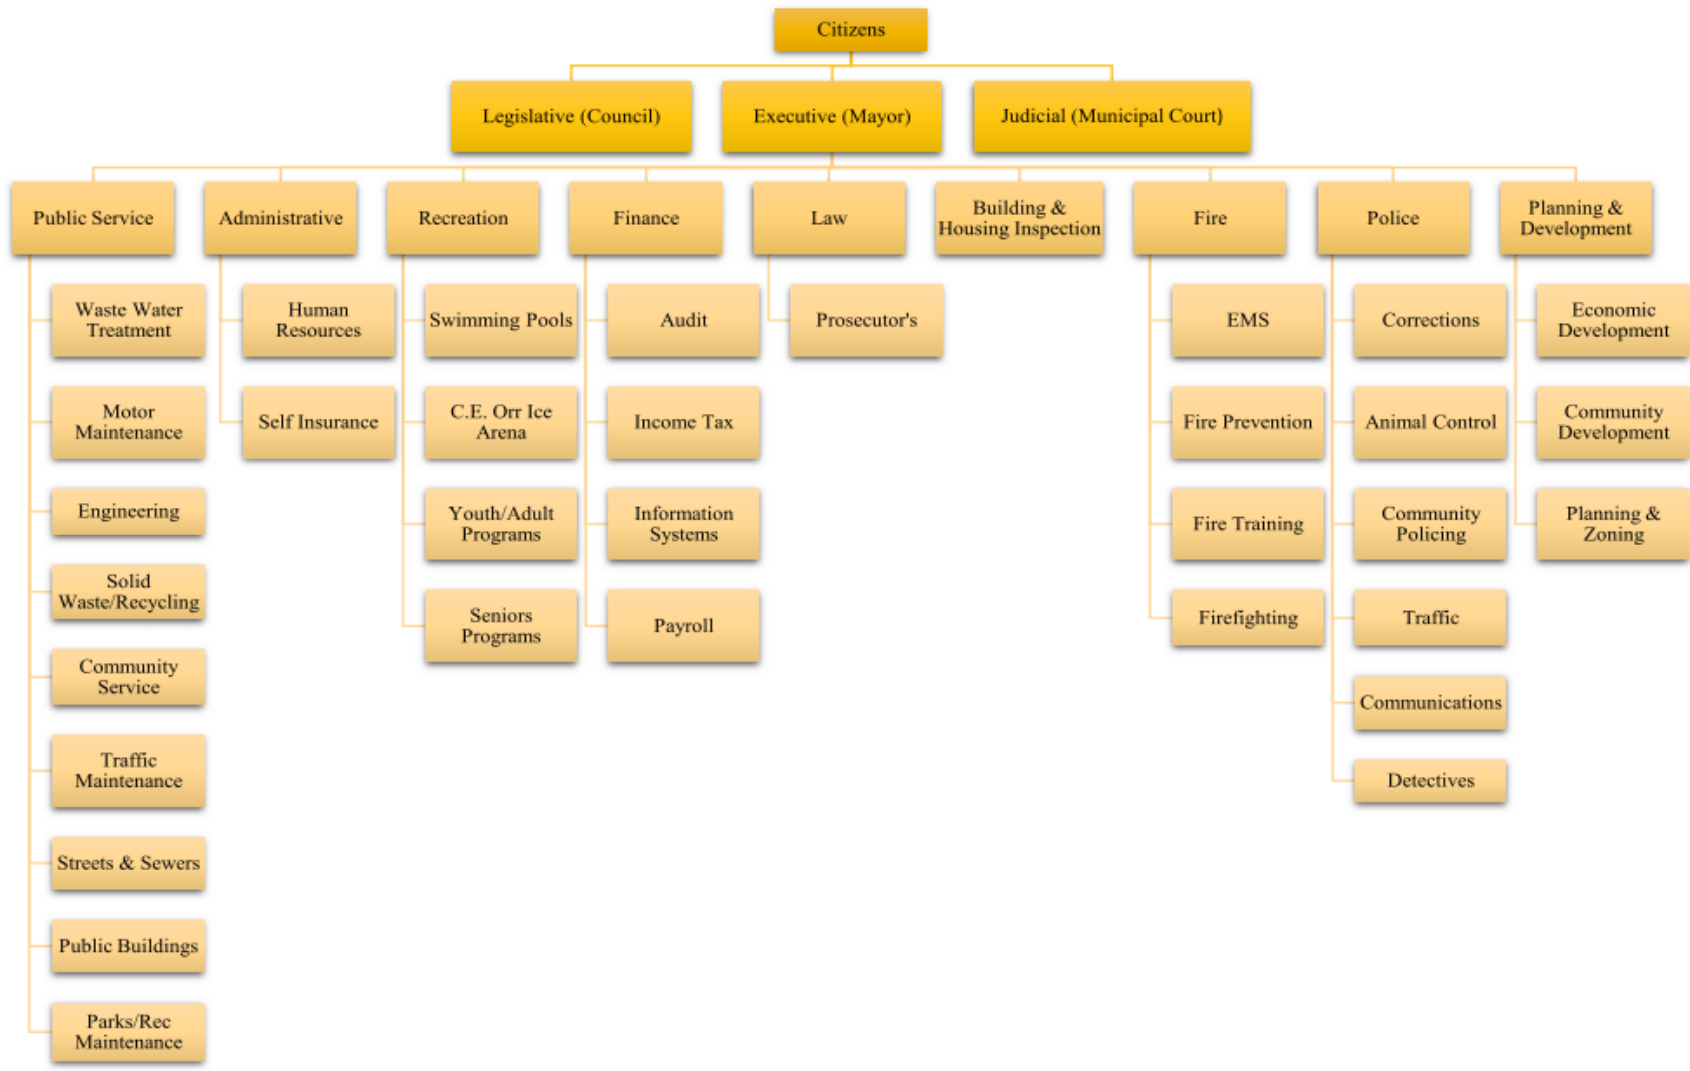 Citizens
Legislative (Council)
Executive (Mayor)
Judicial (Municipal Court)
Public Service
Administrative
Recreation
Finance
Law
Building &
Housing Inspection
Fire
Police
Planning &
Development
Waste Water
Treatment
Motor
Maintenance
Engineering
Solid
Waste/Recycling
Community
Service
Traffic
Maintenance
Streets & Sewers
Public Buildings
Parks/Rec
Maintenance
Human
Resources
Self Insurance
Swimming Pools
C.E. Orr Ice
Arena
Youth/Adult
Programs
Seniors
Programs
Audit
Income Tax
Information
Systems
Payroll
Prosecutor's
EMS
Fire Prevention
Fire Training
Firefighting
Corrections
Animal Control
Community
Policing
Traffic
Communications
Detectives
Economic
Development
Community
Development
Planning &
Zoning